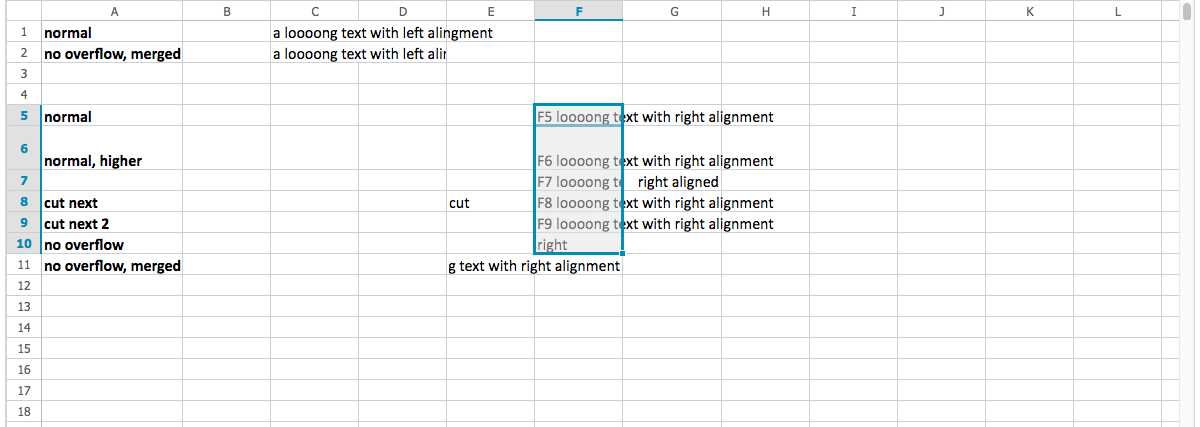 A B C D E F G H I J K L
1 normal a loooong text with left alingment
2 no overflow, merged a loooong text with left alir
3
4
5 normal F5 loooong text with right alignment
6 normal, higher F6 loooong text with right alignment
7 F7 loooong te right aligned
8 cut next cut F8 loooong text with right alignment
9 cut next 2 F9 loooong text with right alignment
10 no overflow right
11 no overflow, merged g text with right alignment
12
13
14
15
16
17
18